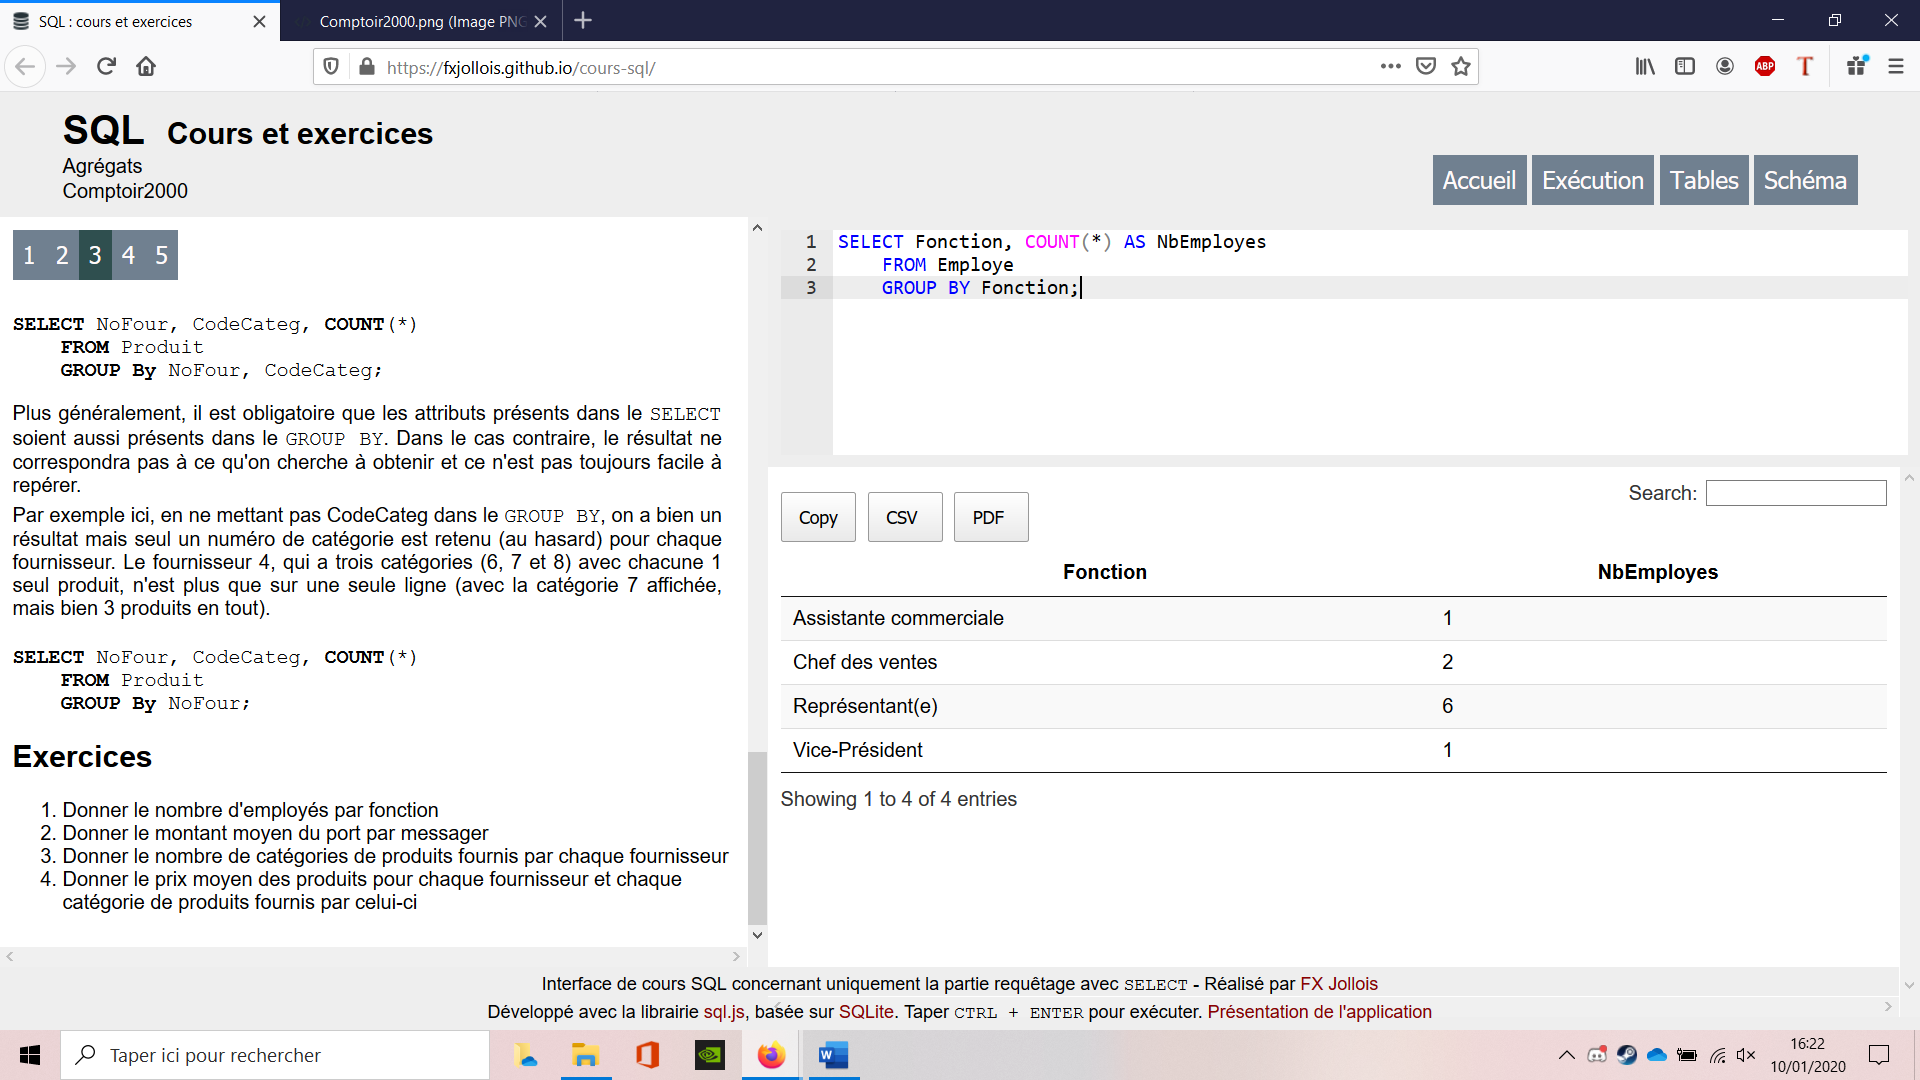 SQL : cours et exercices
Comptoir2000.png (Image PNG
https://fxjollois.github.io/cours-sql/
ABP
T
SQL Cours et exercices
Agrégats
Comptoir2000
Accueil Exécution Tables Schéma
1 2 3 4 5
SELECT NoFour, CodeCateg, COUNT(*)
FROM Produit
GROUP By NoFour, CodeCateg;
Plus généralement, il est obligatoire que les attributs présents dans le SELECT
soient aussi présents dans le GROUP BY. Dans le cas contraire, le résultat ne
correspondra pas à ce qu'on cherche à obtenir et ce n'est pas toujours facile à
repérer.
Par exemple ici, en ne mettant pas CodeCateg dans le GROUP BY, on a bien un
résultat mais seul un numéro de catégorie est retenu (au hasard) pour chaque
fournisseur. Le fournisseur 4, qui a trois catégories (6, 7 et 8) avec chacune 1
seul produit, n'est plus que sur une seule ligne (avec la catégorie 7 affichée,
mais bien 3 produits en tout).
SELECT NoFour, CodeCateg, COUNT(*)
FROM Produit
GROUP By NoFour;
Exercices
1. Donner le nombre d'employés par fonction
2. Donner le montant moyen du port par messager
3. Donner le nombre de catégories de produits fournis par chaque fournisseur
4. Donner le prix moyen des produits pour chaque fournisseur et chaque
catégorie de produits fournis par celui-ci
1 SELECT Fonction, COUNT(*) AS NbEmployes
2 FROM Employe
3 GROUP BY Fonction;
Copy CSV PDF
Search:
Fonction NbEmployes
Assistante commerciale 1
Chef des ventes 2
Représentant(e) 6
Vice-Président 1
Showing 1 to 4 of 4 entries
Interface de cours SQL concernant uniquement la partie requêtage avec SELECT - Réalisé par FX Jollois
Développé avec la librairie sql.js, basée sur SQLite. Taper CTRL + ENTER pour exécuter. Présentation de l'application
Taper ici pour rechercher
16:22
10/01/2020